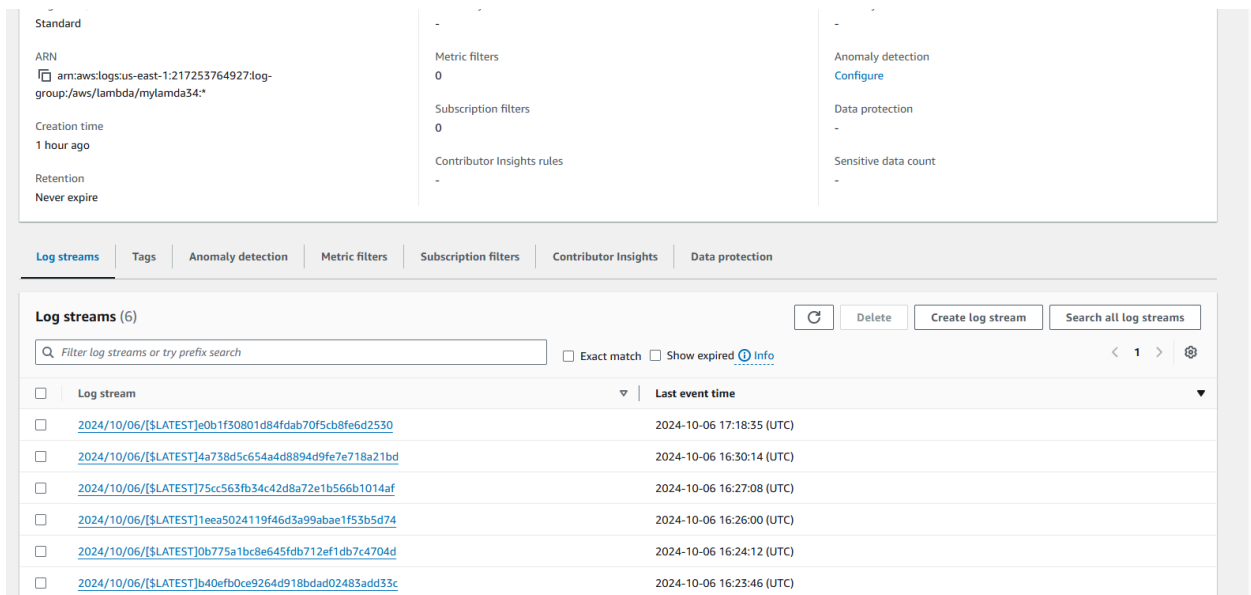 Standard
-
-
ARN
arn:aws:logs:us-east-1:217253764927:log-
group:/aws/lambda/mylamda34:*
Metric filters
0
Anomaly detection
Configure
Creation time
1 hour ago
Subscription filters
0
Data protection
-
Retention
Never expire
Contributor Insights rules
-
Sensitive data count
-
Log streams Tags Anomaly detection Metric filters Subscription filters Contributor Insights Data protection
Log streams (6) Delete Create log stream Search all log streams
Filter log streams or try prefix search Exact match Show expired Info 1
Log stream Last event time
2024/10/06/[$LATEST]e0b1f30801d84fdab70f5cb8fe6d2530 2024-10-06 17:18:35 (UTC)
2024/10/06/[$LATEST]4a738d5c654a4d8894d9fe7e718a21bd 2024-10-06 16:30:14 (UTC)
2024/10/06/[$LATEST]75cc563fb34c42d8a72e1b566b1014af 2024-10-06 16:27:08 (UTC)
2024/10/06/[$LATEST]1eea5024119f46d3a99abae1f53b5d74 2024-10-06 16:26:00 (UTC)
2024/10/06/[$LATEST]0b775a1bc8e645fdb712ef1db7c4704d 2024-10-06 16:24:12 (UTC)
2024/10/06/[$LATEST]b40efb0ce9264d918bdad02483add33c 2024-10-06 16:23:46 (UTC)